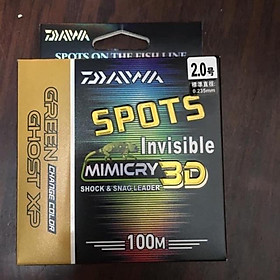 DAIWA
SPOTS ON THE FISH LINE
DAIWA
2.0号
標準直径
0.235mm
SPOTS
Invisible
MIMICRY 3D
SHOCK & SNAG LEADER
100M
GREEN
GHOST XP
CHANGE COLOR